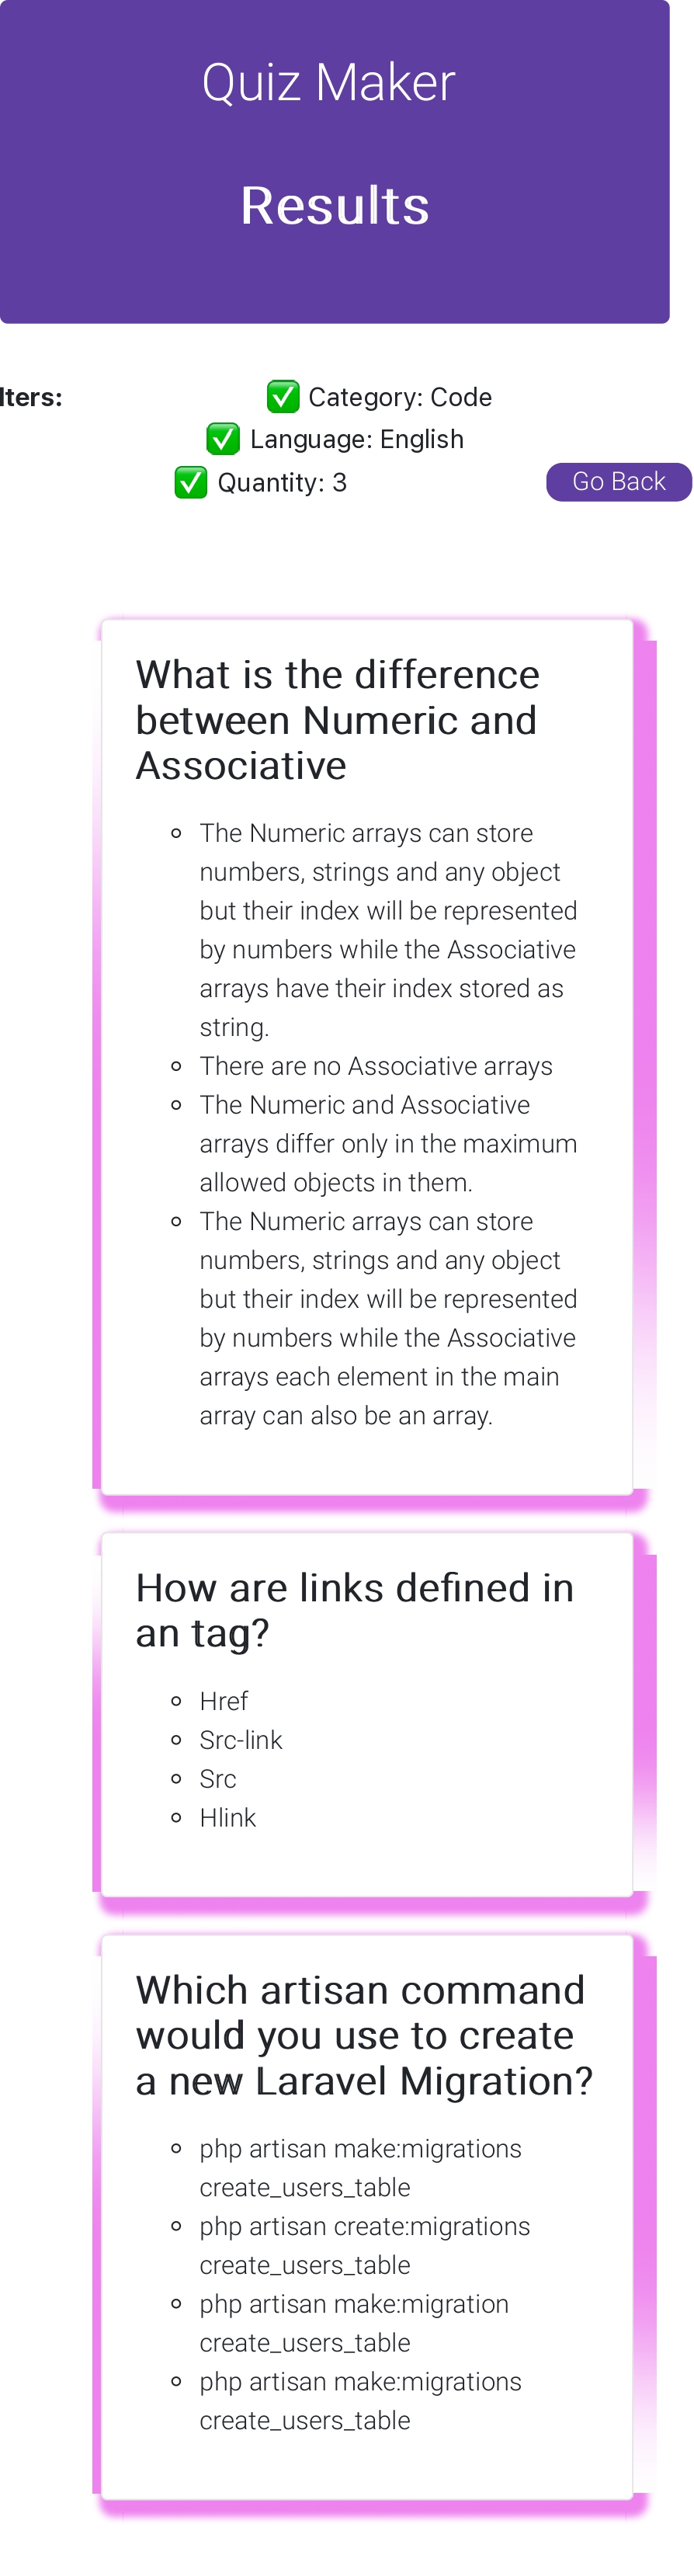 Quiz Maker
Results
lters:
✅ Category: Code
✅ Language: English
✅ Quantity: 3
Go Back
What is the difference
between Numeric and
Associative
The Numeric arrays can store
numbers, strings and any object
but their index will be represented
by numbers while the Associative
arrays have their index stored as
string.
There are no Associative arrays
The Numeric and Associative
arrays differ only in the maximum
allowed objects in them.
The Numeric arrays can store
numbers, strings and any object
but their index will be represented
by numbers while the Associative
arrays each element in the main
array can also be an array.
How are links defined in
an tag?
Href
Src-link
Src
Hlink
Which artisan command
would you use to create
a new Laravel Migration?
php artisan make:migrations
create_users_table
php artisan create:migrations
create_users_table
php artisan make:migration
create_users_table
php artisan make:migrations
create_users_table